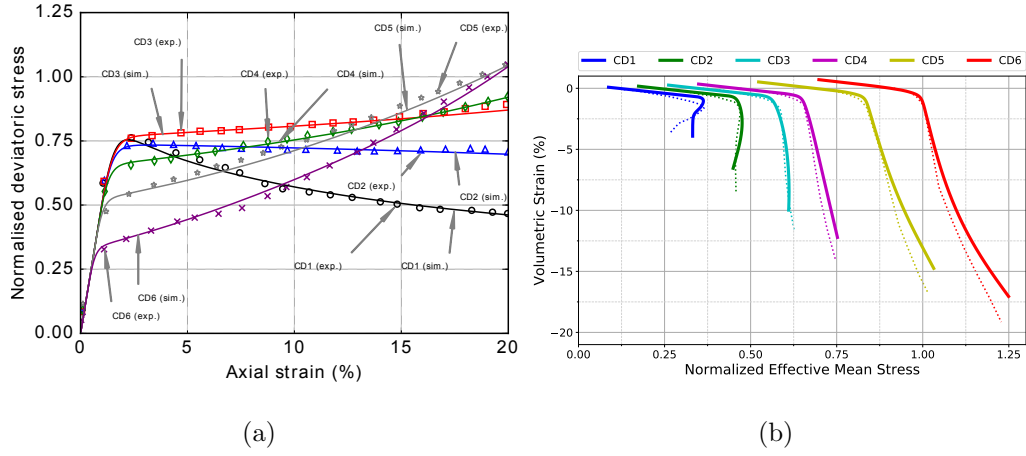 CD3 (exp.)
CD5 (sim.)
CD5 (exp.)
CD3 (sim.)
CD4 (exp.)
CD4 (sim.)
CD2 (exp.)
CD2 (sim.)
CD1 (exp.)
CD1 (sim.)
CD6 (sim.)
CD6 (exp.)
Normalised deviatoric stress
1.25
1.00
0.75
0.50
0.25
0.00
0 5 10 15 20
Axial strain (%)
(a)
CD1 CD2 CD3 CD4 CD5 CD6
Volumetric Strain (%)
0
−5
−10
−15
−20
0.00 0.25 0.50 0.75 1.00 1.25
Normalized Effective Mean Stress
(b)